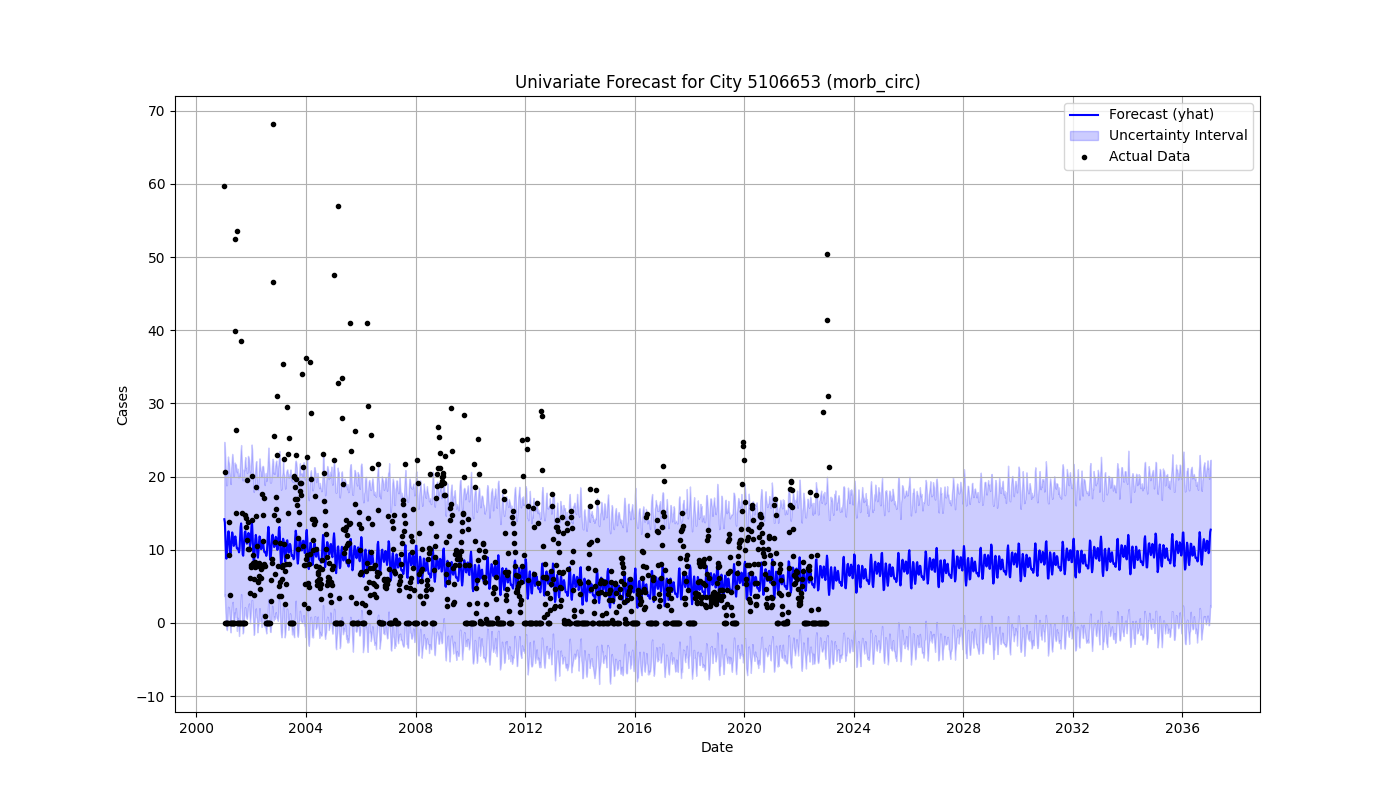 Univariate Forecast for City 5106653 (morb_circ)
Forecast (yhat)
Uncertainty Interval
Actual Data
70
60
50
40
30
20
10
0
−10
Cases
2000 2004 2008 2012 2016 2020 2024 2028 2032 2036
Date